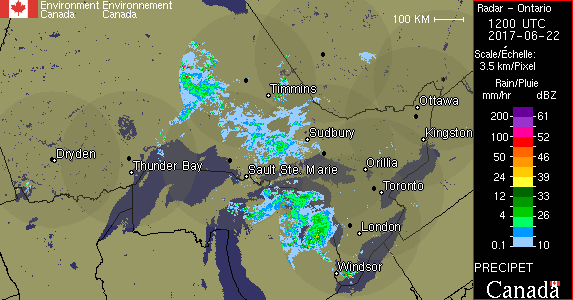 Environment Environnement
Canada Canada
100 KM
Timmins
Ottawa
Sudbury
Kingston
Dryden
Thunder Bay
Sault Ste. Marie
Orillia
Toronto
London
Windsor
Radar - Ontario
1200 UTC
2017-06-22
Scale/Échelle:
3.5 km/Pixel
Rain/Pluie
mm/hr dBZ
200 61
100 52
50 46
24 39
12 33
4 26
0.1 10
PRECIPET
Canada